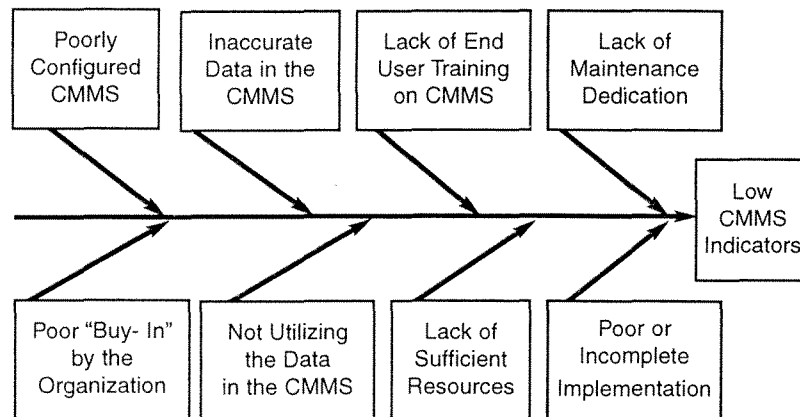 Poorly
Configured
CMMS
Inaccurate
Data in the
CMMS
Lack of End
User Training
on CMMS
Lack of
Maintenance
Dedication
Low
CMMS
Indicators
Poor “Buy- In”
by the
Organization
Not Utilizing
the Data
in the CMMS
Lack of
Sufficient
Resources
Poor or
Incomplete
Implementation